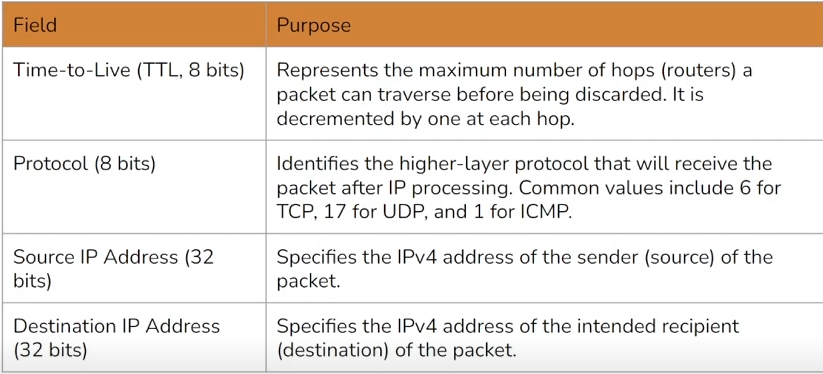 Field
Purpose
Time-to-Live (TTL, 8 bits)
Represents the maximum number of hops (routers) a
packet can traverse before being discarded. It is
decremented by one at each hop.
Protocol (8 bits)
Identifies the higher-layer protocol that will receive the
packet after IP processing. Common values include 6 for
TCP, 17 for UDP, and 1 for ICMP.
Source IP Address (32
bits)
Specifies the IPv4 address of the sender (source) of the
packet.
Destination IP Address
(32 bits)
Specifies the IPv4 address of the intended recipient
(destination) of the packet.